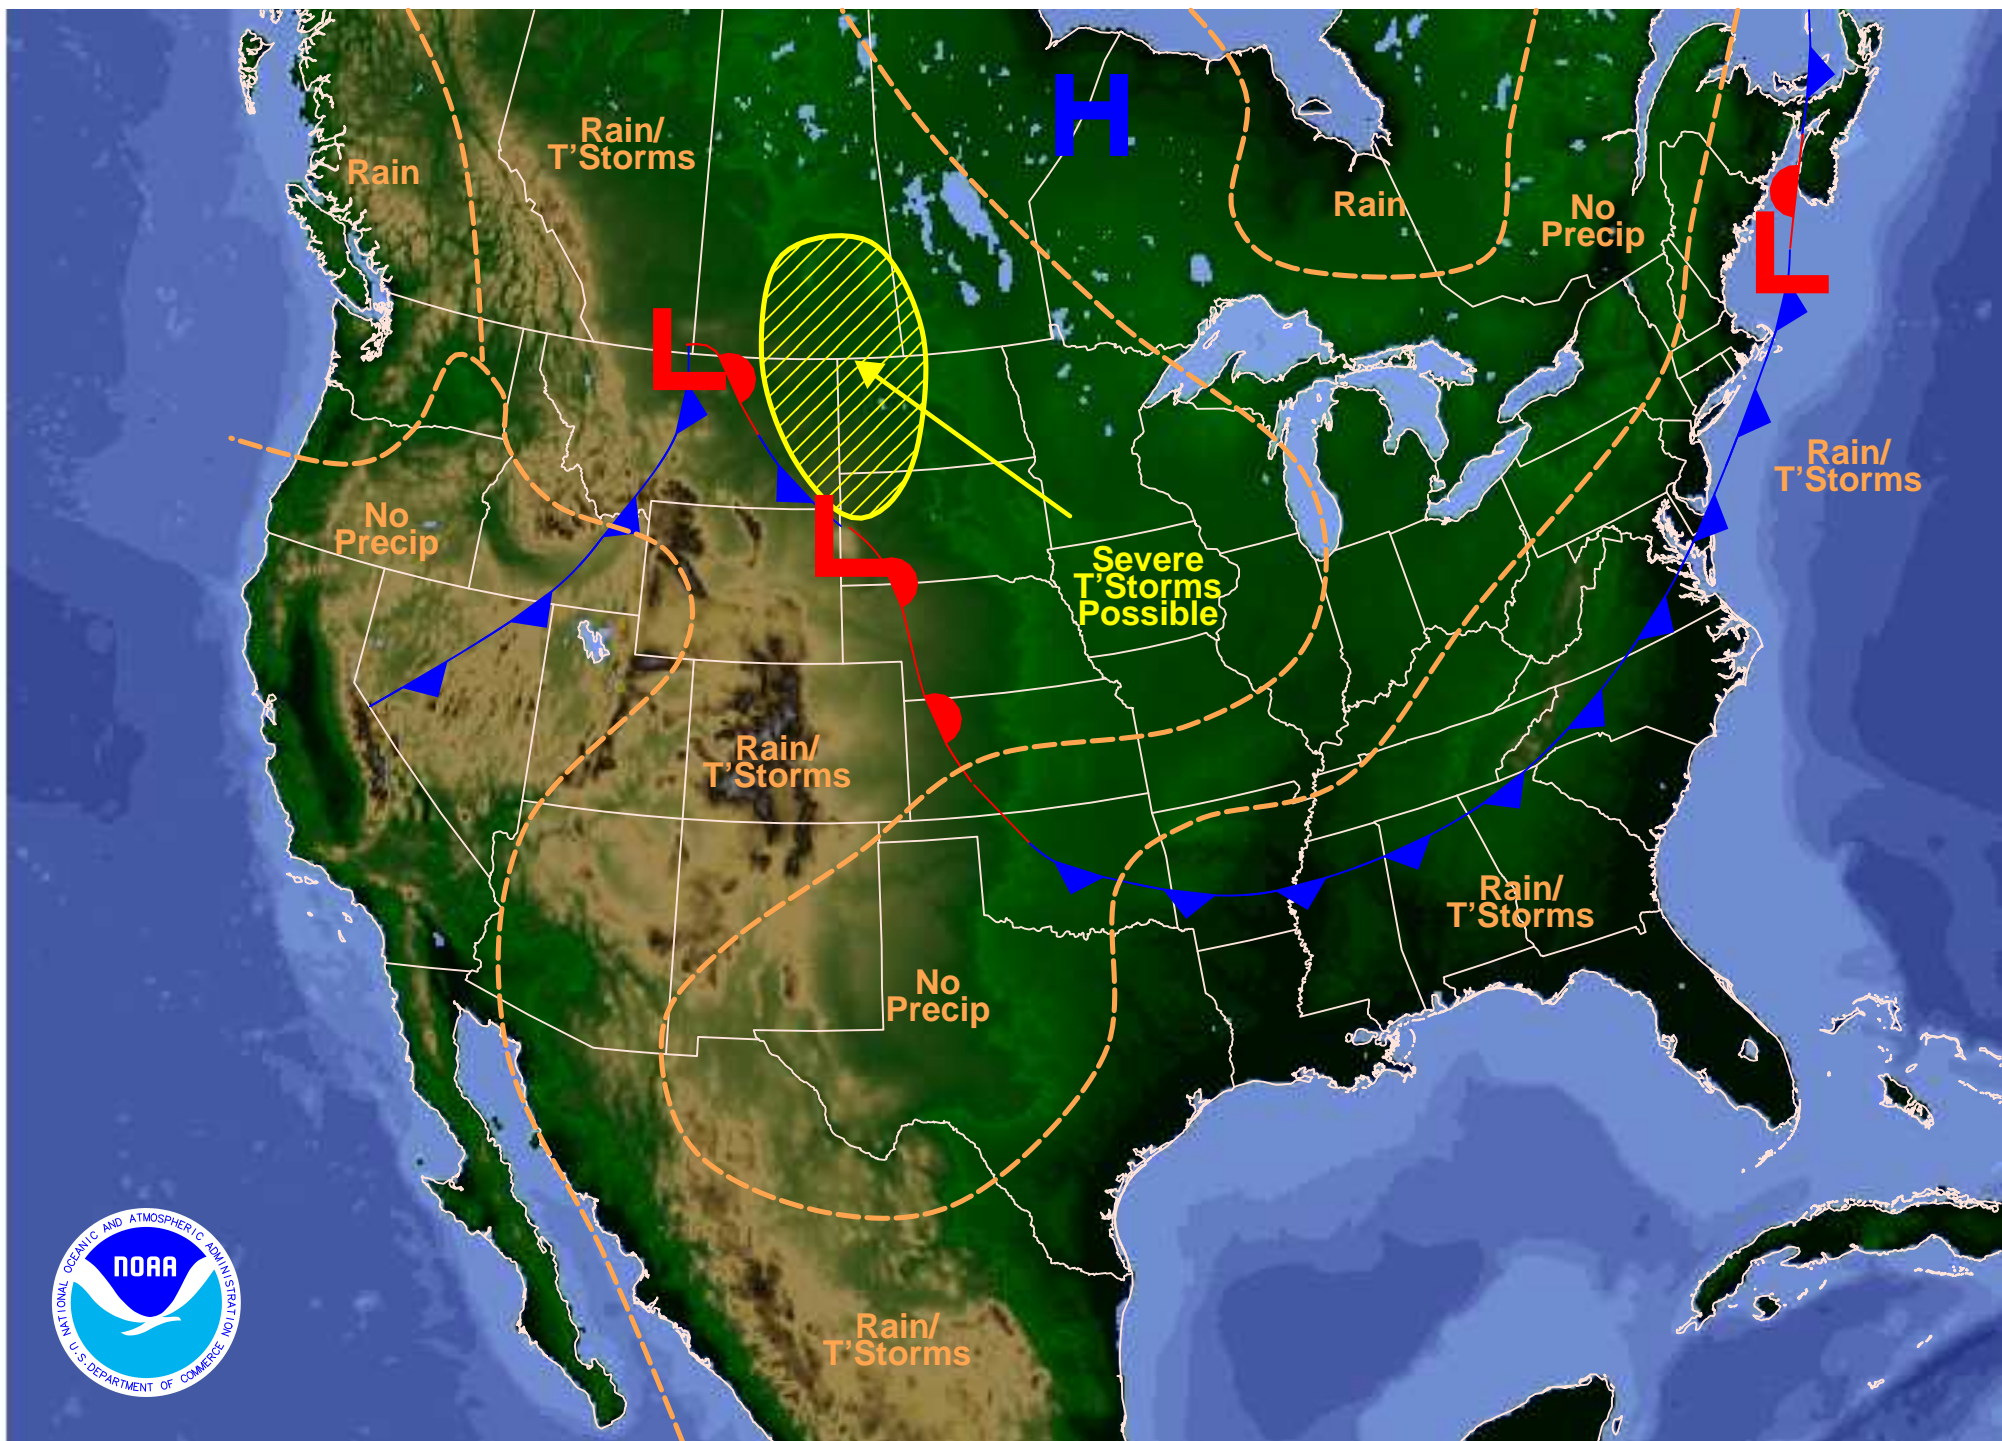 H
Rain/
T'Storms
Rain
Rain
No
Precip
L
L
Rain/
T'Storms
L
No
Precip
Severe
T'Storms
Possible
Rain/
T'Storms
Rain/
T'Storms
No
Precip
Rain/
T'Storms
NATIONAL OCEANIC AND ATMOSPHERIC ADMINISTRATION
NOAA
U.S. DEPARTMENT OF COMMERCE